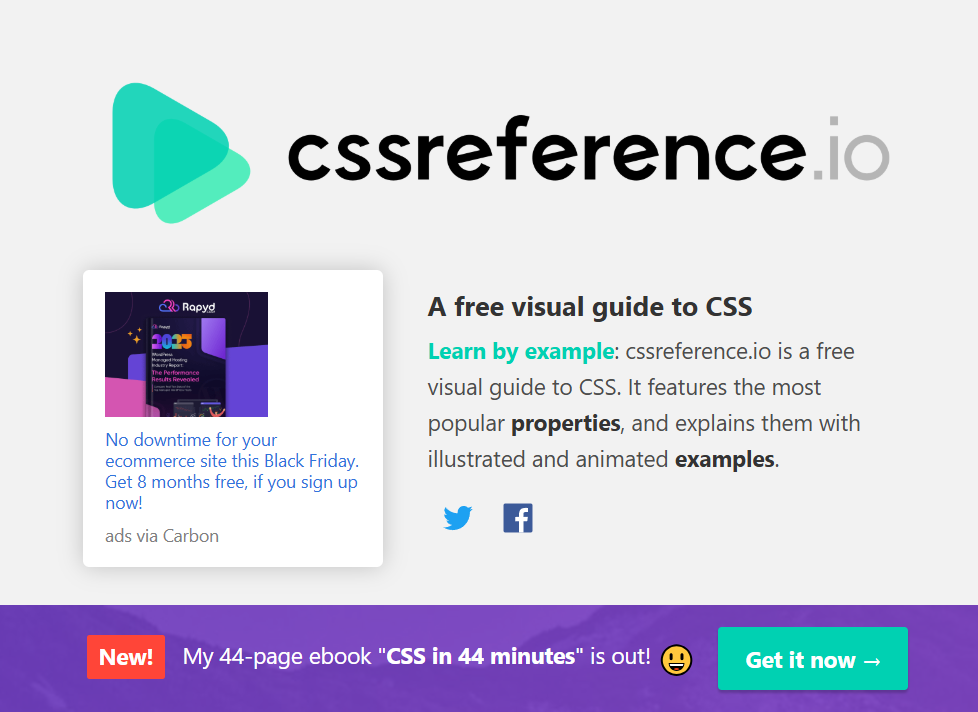 cssreference.io
Rapyd
2025
WordPress
Managed Hosting
Industry Report:
The Performance
Results Revealed
No downtime for your
ecommerce site this Black Friday.
Get 8 months free, if you sign up
now!
ads via Carbon
A free visual guide to CSS
Learn by example: cssreference.io is a free
visual guide to CSS. It features the most
popular properties, and explains them with
illustrated and animated examples.
New!
My 44-page ebook "CSS in 44 minutes" is out! 😃
Get it now →